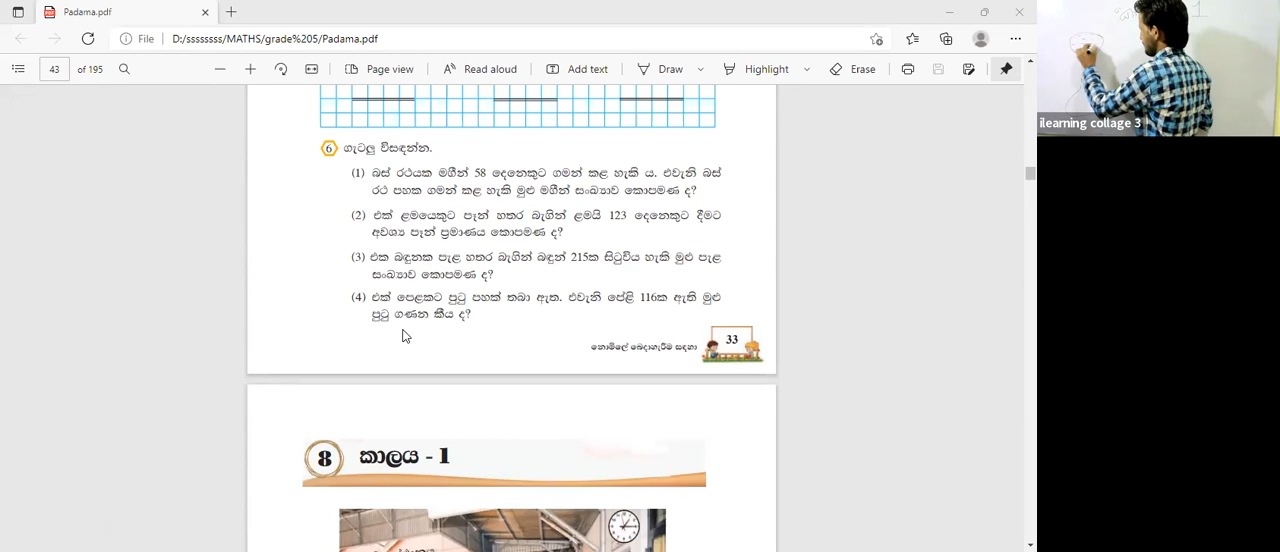 Padama.pdf
File D:/ssssssss/MATHS/grade%205/Padama.pdf
43 of 195 Page view Read aloud Add text Draw Highlight Erase
1
ilearning collage 3
6 ගැටලු විසඳන්න.
(1) බස් රථයක මගීන් 58 දෙනෙකුට ගමන් කළ හැකි ය. එවැනි බස්
රථ පහක ගමන් කළ හැකි මුළු මගීන් සංඛ්‍යාව කොපමණ ද?
(2) එක් ළමයෙකුට පෑන් හතර බැගින් ළමයි 123 දෙනෙකුට දීමට
අවශ්‍ය පෑන් ප්‍රමාණය කොපමණ ද?
(3) එක බඳුනක පැළ හතර බැගින් බඳුන් 215ක සිටුවිය හැකි මුළු පැළ
සංඛ්‍යාව කොපමණ ද?
(4) එක් පෙළකට පුටු පහක් තබා ඇත. එවැනි පේළි 116ක ඇති මුළු
පුටු ගණන කීය ද?
නොමිලේ බෙදාහැරීම සඳහා 33
8 කාලය - 1